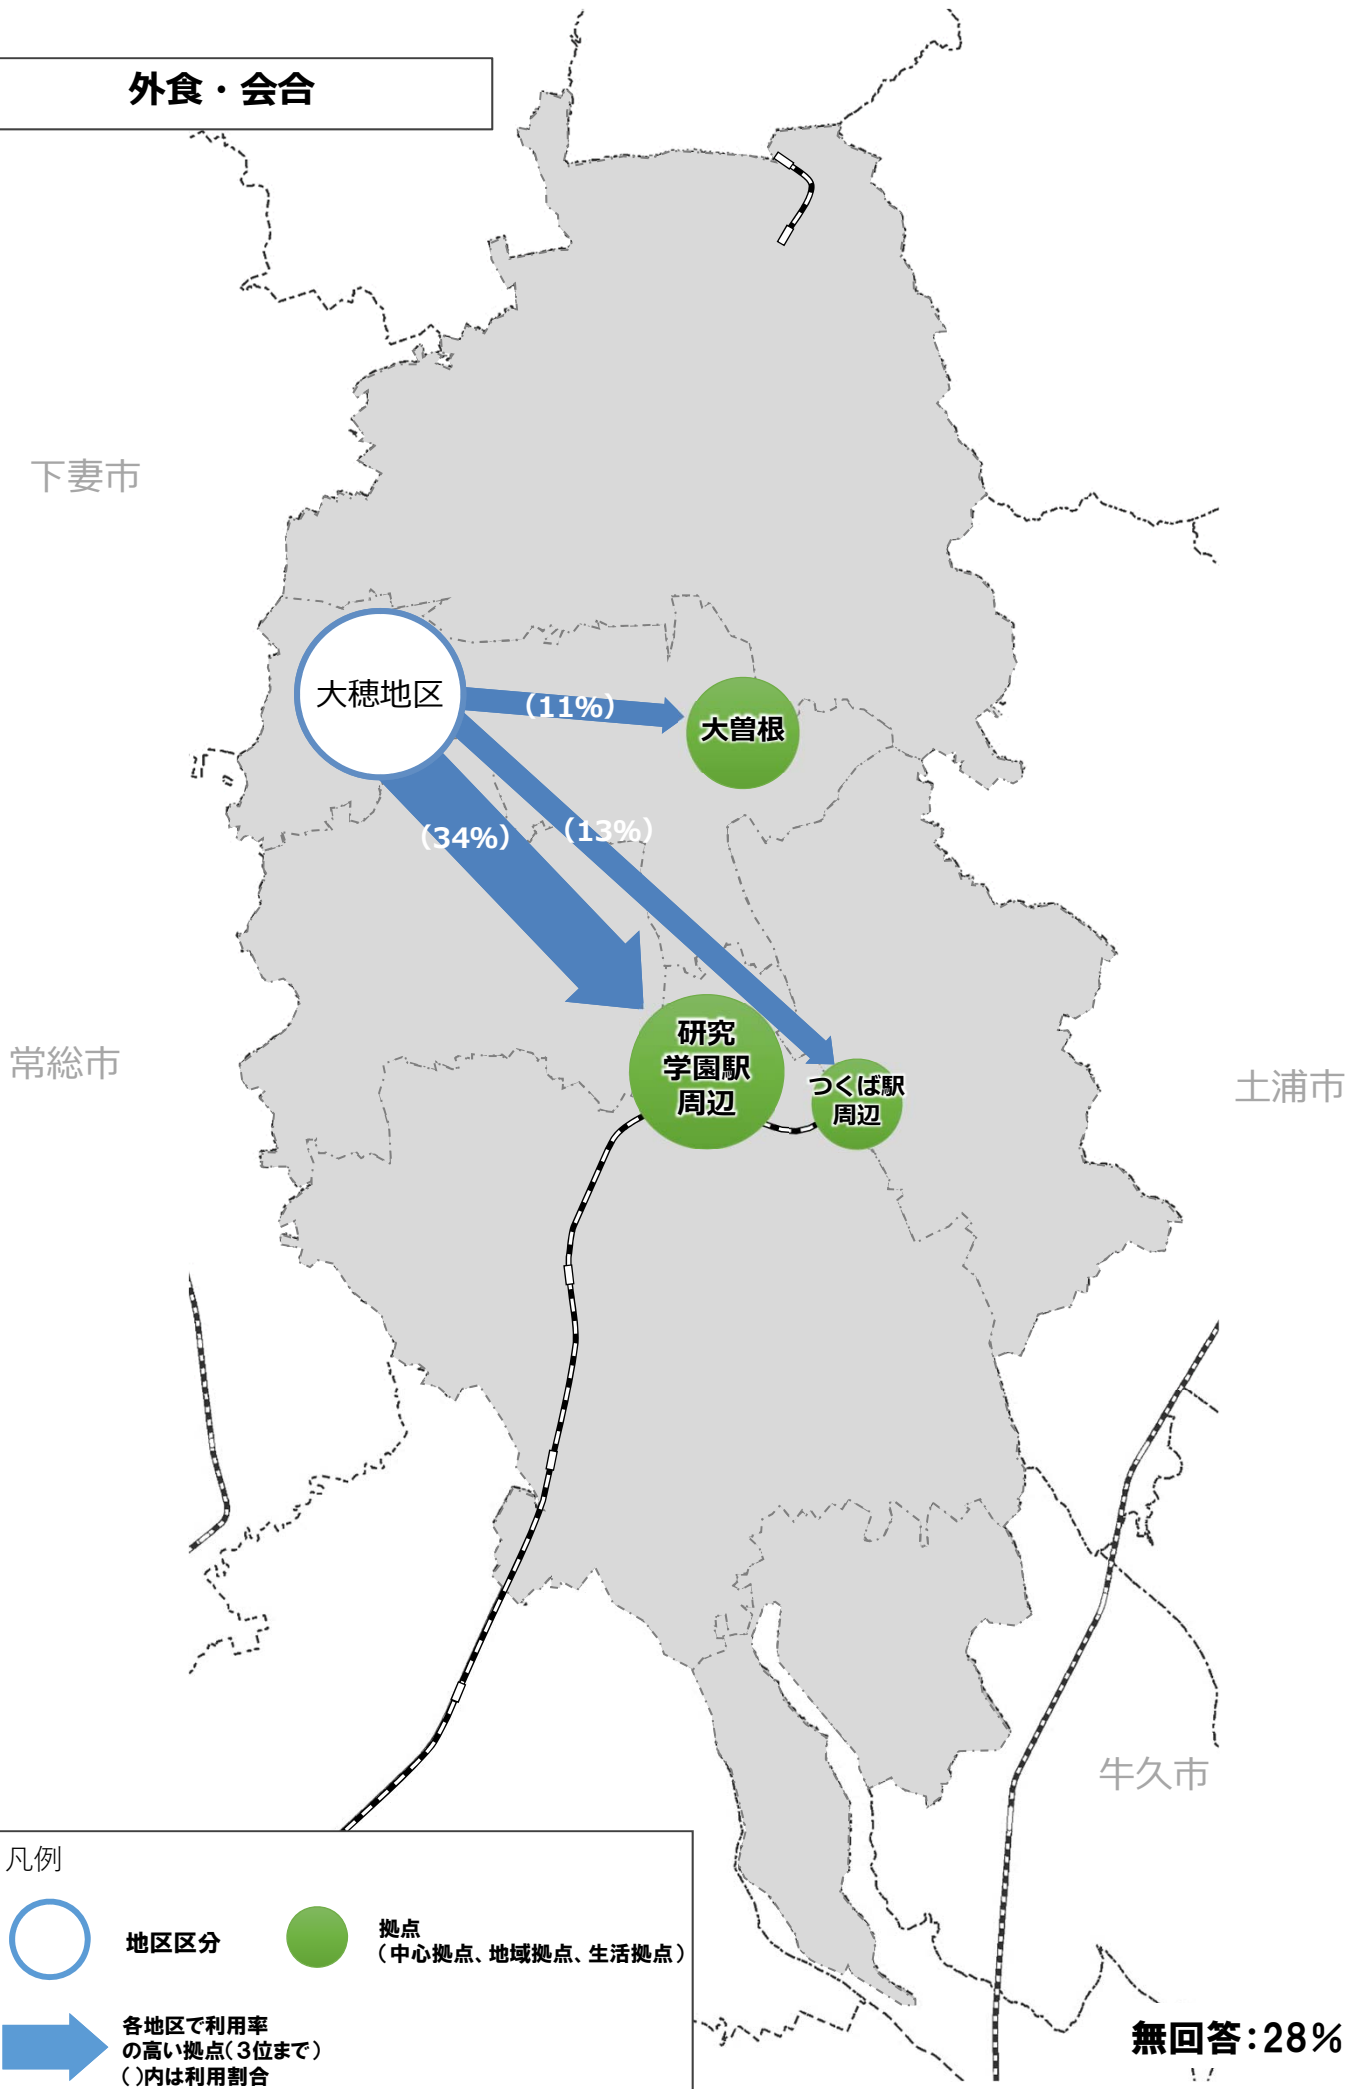 外食・会合
下妻市
大穂地区
（11%）
大曽根
（34%）
（13%）
研究
学園駅
周辺
つくば駅
周辺
常総市
土浦市
牛久市
凡例
地区区分
拠点
（中心拠点、地域拠点、生活拠点）
各地区で利用率
の高い拠点（3位まで）
（ ）内は利用割合
無回答：28%